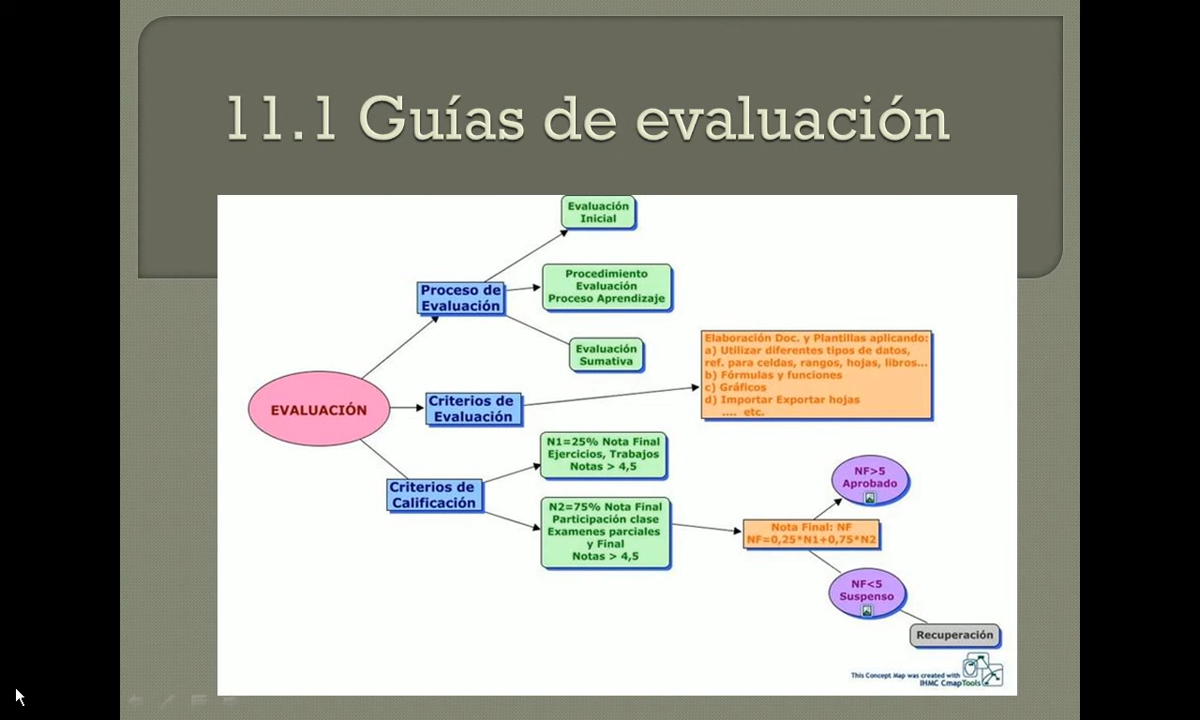 11.1 Guías de evaluación
Evaluación
Inicial
Proceso de
Evaluación
Procedimiento
Evaluación
Proceso Aprendizaje
Evaluación
Sumativa
EVALUACIÓN
Criterios de
Evaluación
Elaboración Doc. y Plantillas aplicando:
a) Utilizar diferentes tipos de datos,
ref. para celdas, rangos, hojas, libros...
b) Fórmulas y funciones
c) Gráficos
d) Importar Exportar hojas
.... etc.
Criterios de
Calificación
N1=25% Nota Final
Ejercicios, Trabajos
Notas > 4,5
N2=75% Nota Final
Participación clase
Examenes parciales
y Final
Notas > 4,5
Nota Final: NF
NF=0,25*N1+0,75*N2
NF>5
Aprobado
NF<5
Suspenso
Recuperación
This Concept Map was created with
IHMC CmapTools